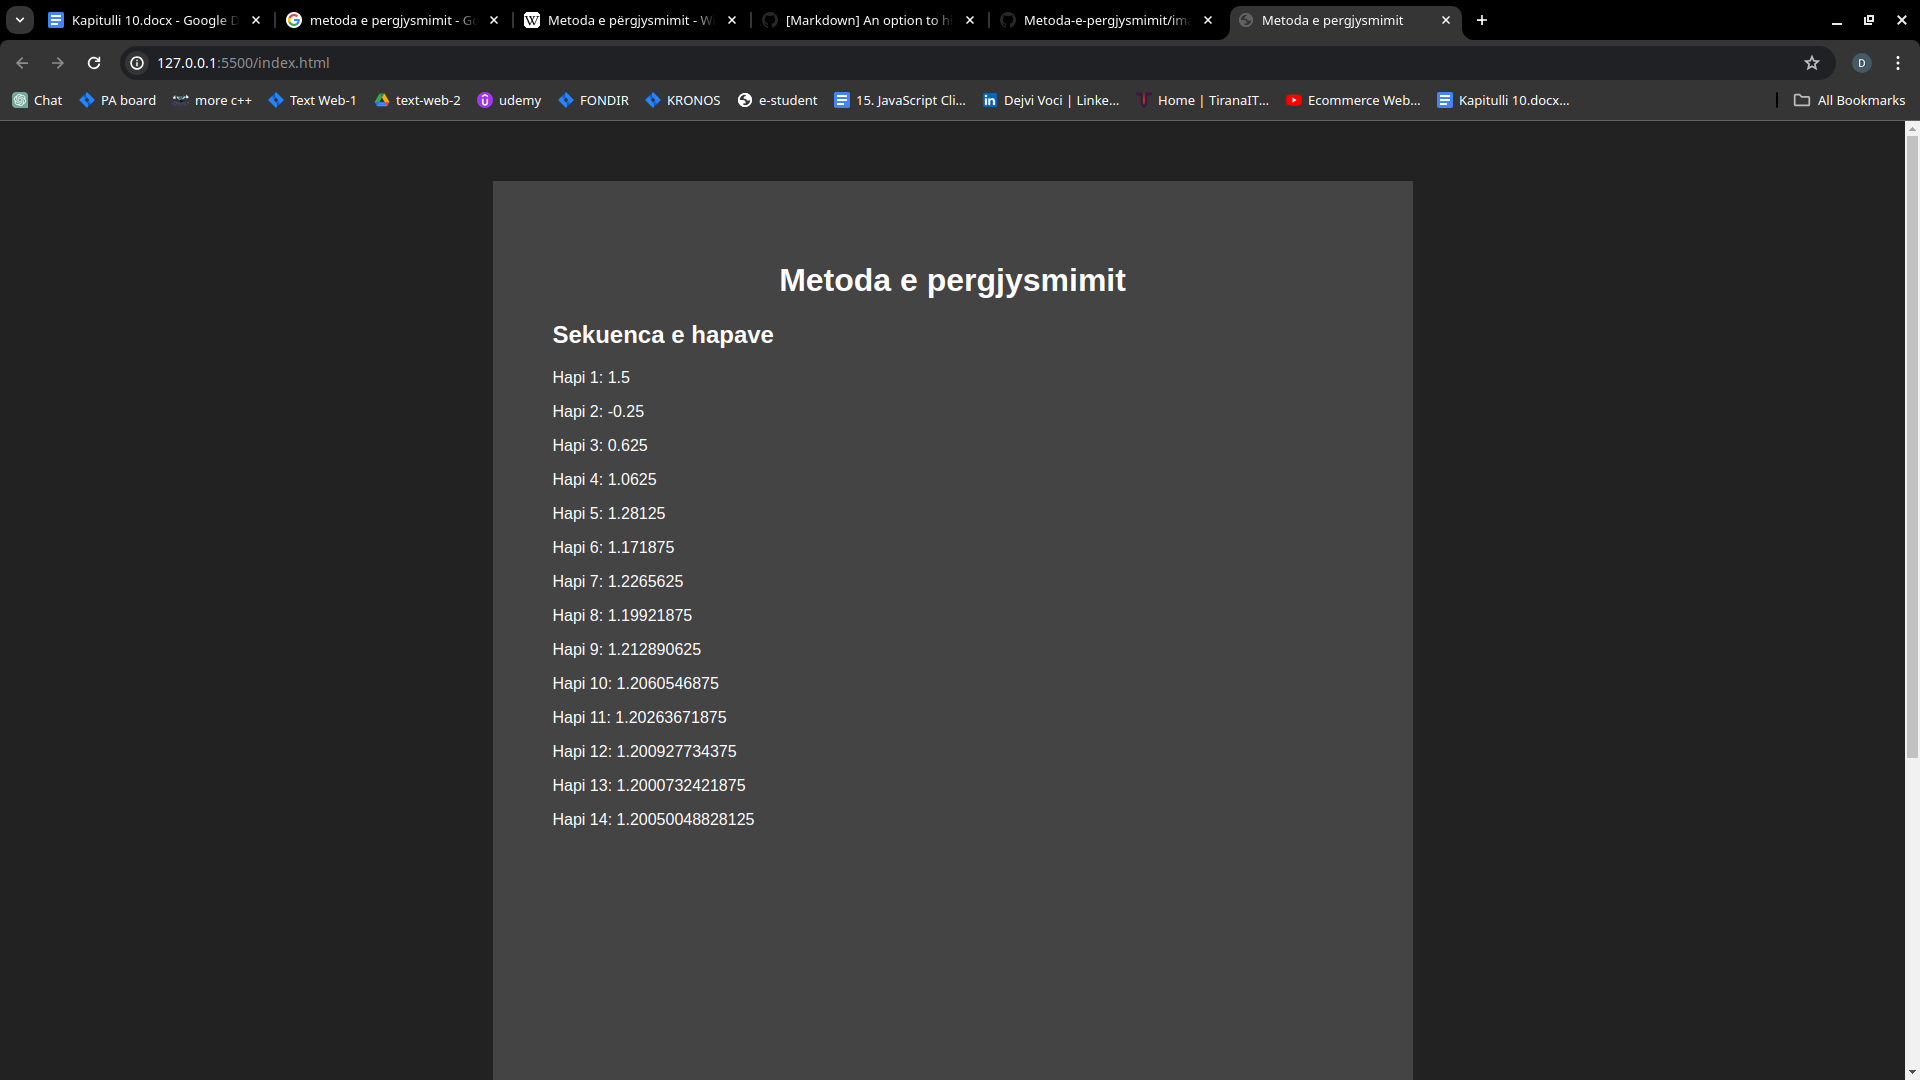 Kapitulli 10.docx - Google D
metoda e pergjysmimit - Go
Metoda e përgjysmimit - W
[Markdown] An option to hi
Metoda-e-pergjysmimit/ima
Metoda e pergjysmimit
127.0.0.1:5500/index.html
D
Chat
PA board
more c++
Text Web-1
text-web-2
udemy
FONDIR
KRONOS
e-student
15. JavaScript Cli...
Dejvi Voci | Linke...
Home | TiranaIT...
Ecommerce Web...
Kapitulli 10.docx...
All Bookmarks
Metoda e pergjysmimit
Sekuenca e hapave
Hapi 1: 1.5
Hapi 2: -0.25
Hapi 3: 0.625
Hapi 4: 1.0625
Hapi 5: 1.28125
Hapi 6: 1.171875
Hapi 7: 1.2265625
Hapi 8: 1.19921875
Hapi 9: 1.212890625
Hapi 10: 1.2060546875
Hapi 11: 1.20263671875
Hapi 12: 1.200927734375
Hapi 13: 1.2000732421875
Hapi 14: 1.20050048828125